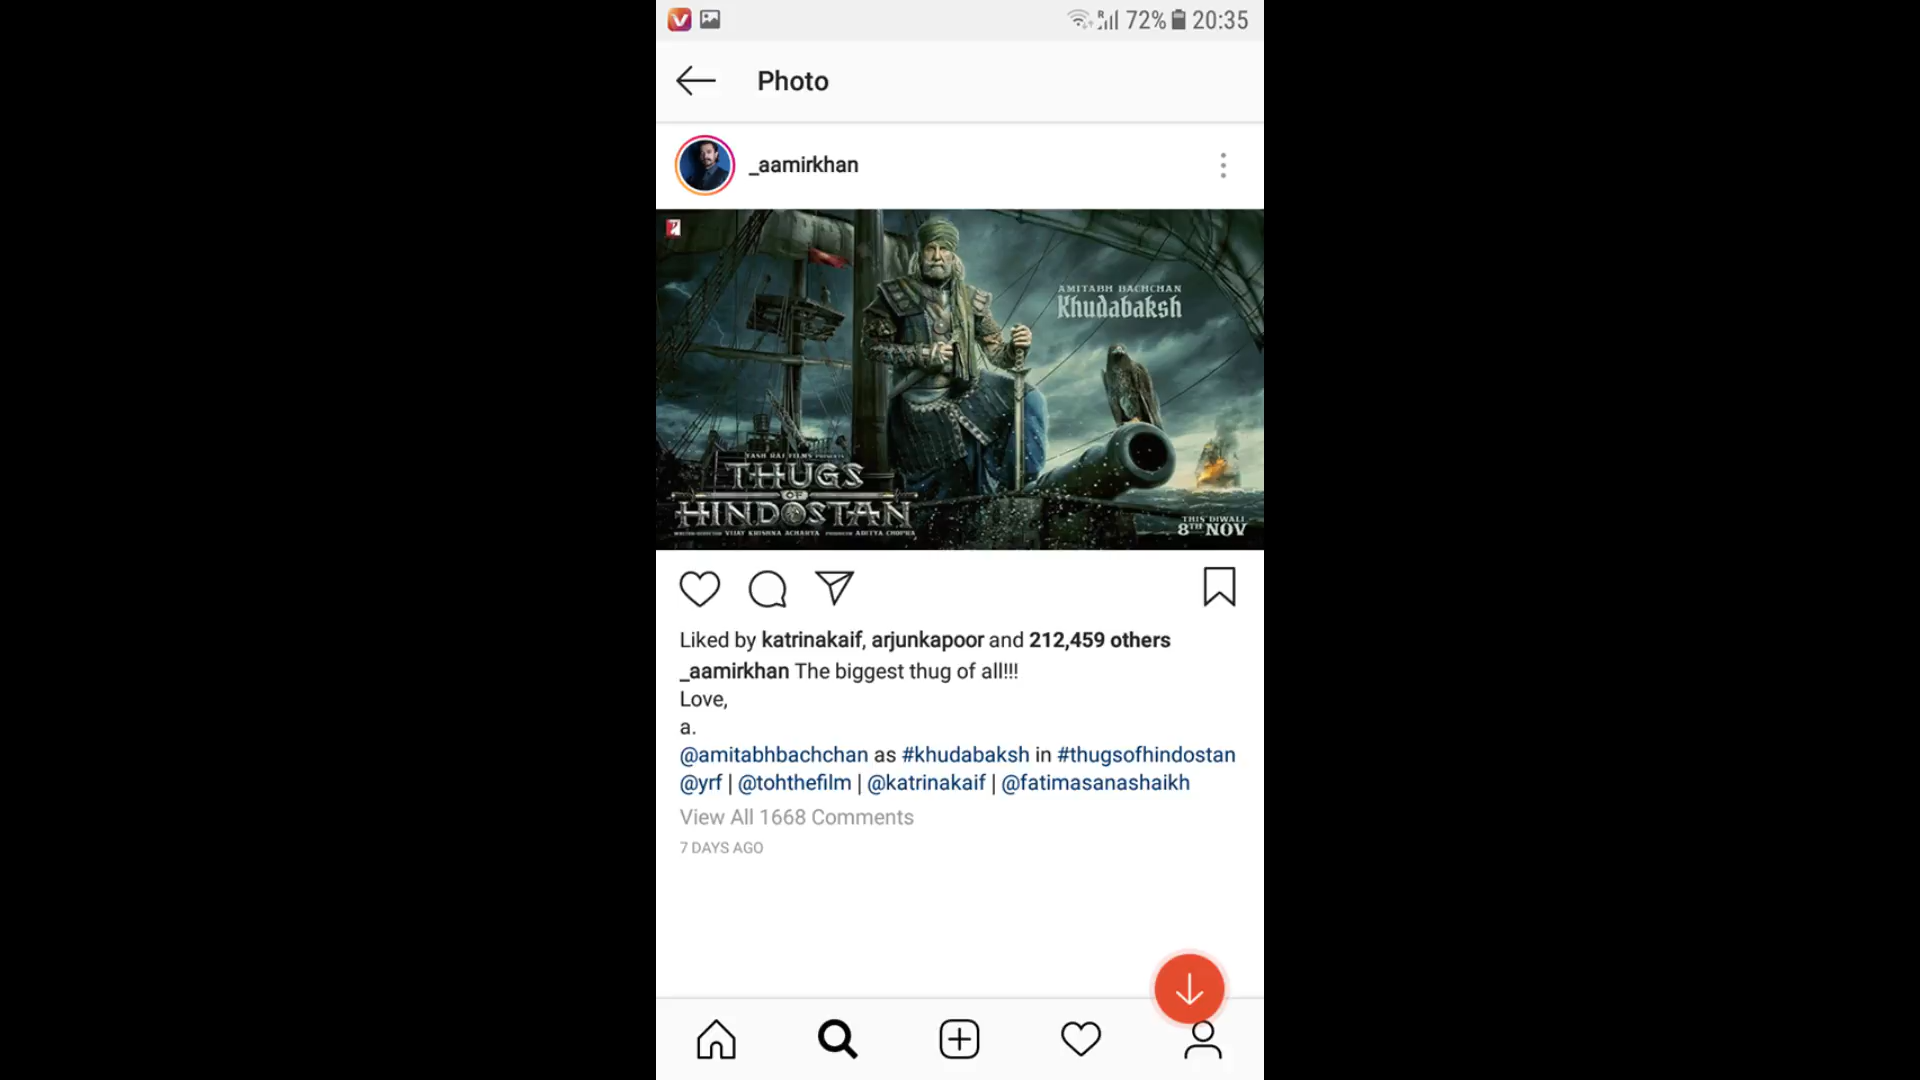 72% 20:35
Photo
_aamirkhan
AMITABH BACHCHAN
Khudabaksh
YASH RAJ FILMS PRESENTS
THUGS
OF
HINDOSTAN
WRITTEN-DIRECTED VIJAY KRISHNA ACHARYA PRODUCER ADITYA CHOPRA
THIS DIWALI
8TH NOV
Liked by katrinakaif, arjunkapoor and 212,459 others
_aamirkhan The biggest thug of all!!!
Love,
a.
@amitabhbachchan as #khudabaksh in #thugsofhindostan
@yrf | @tohthefilm | @katrinakaif | @fatimasanashaikh
View All 1668 Comments
7 DAYS AGO